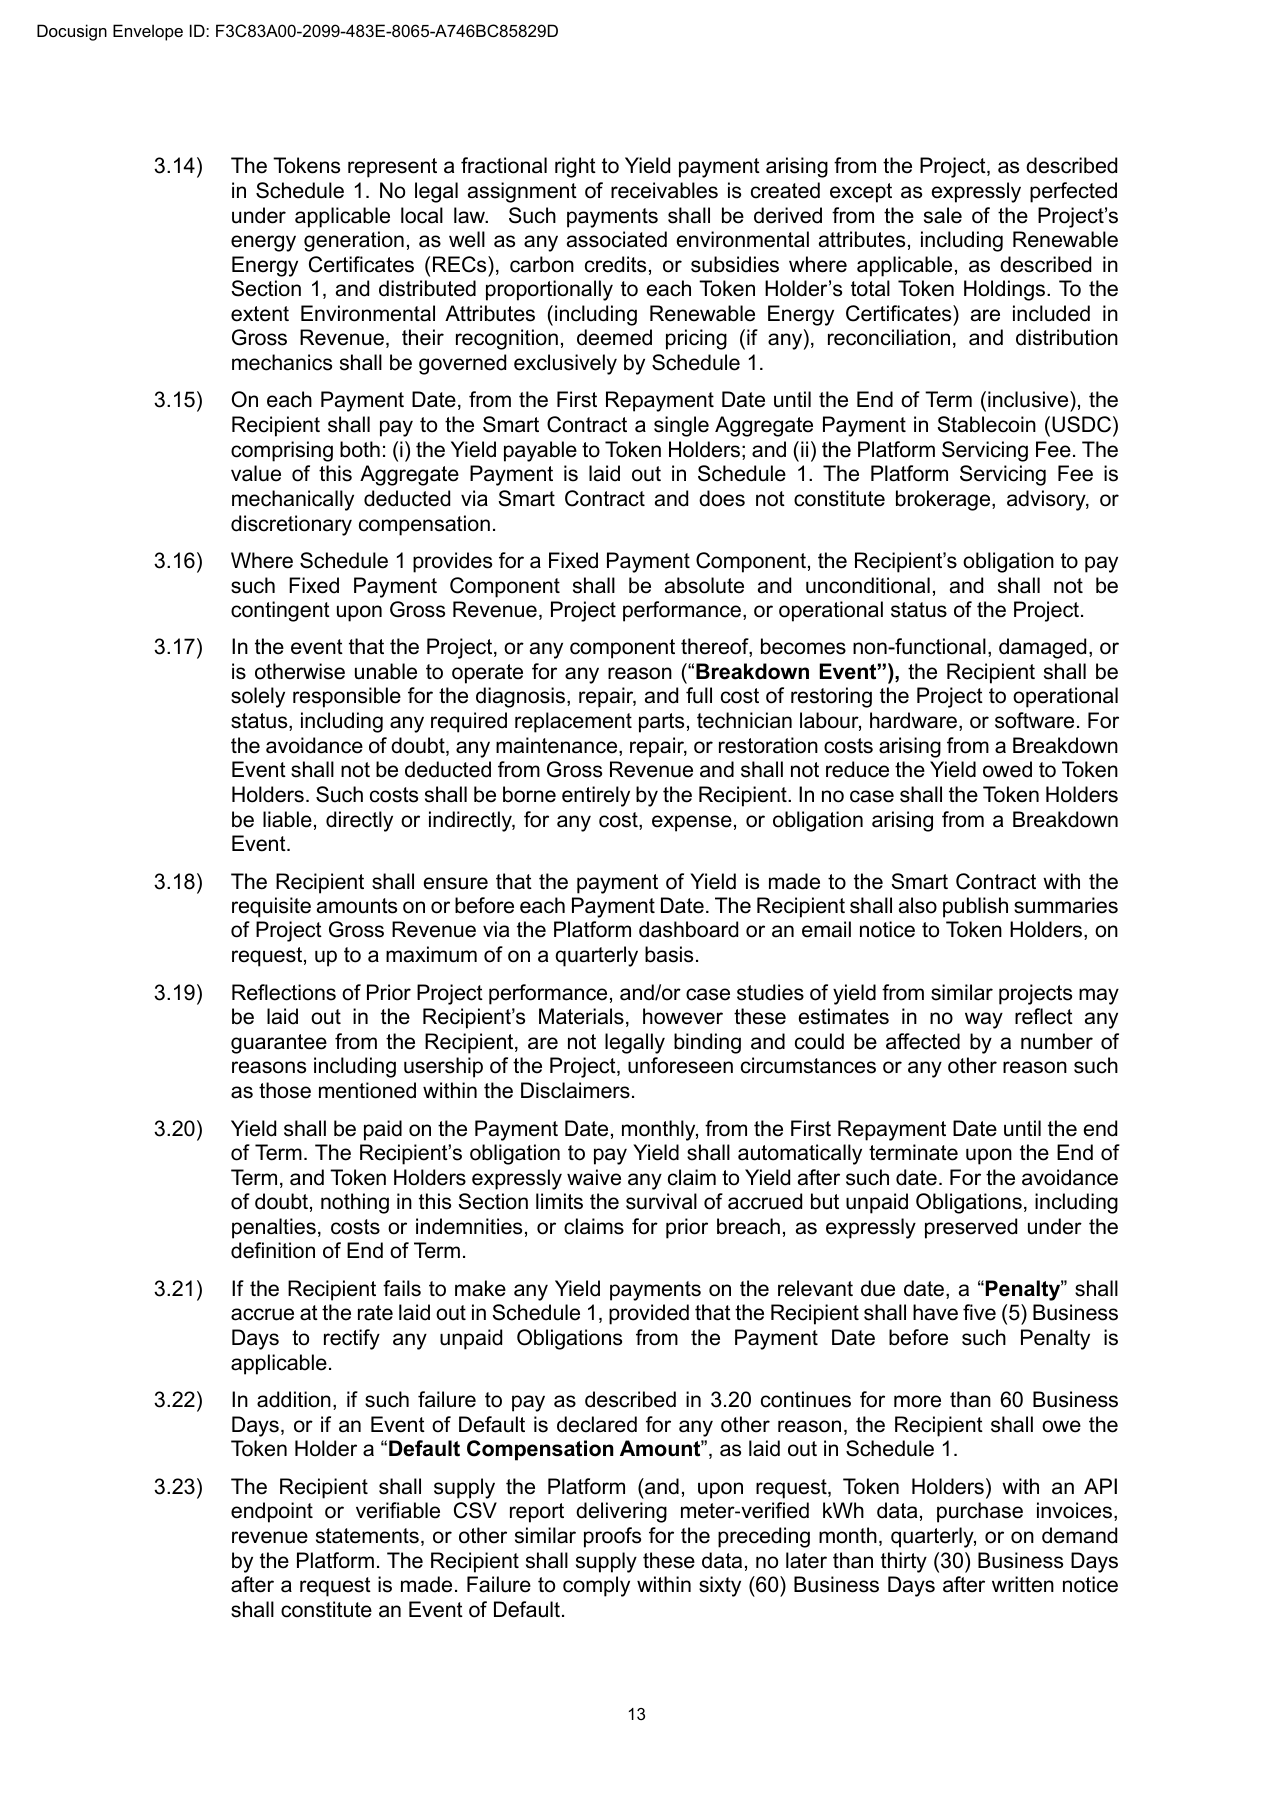 Docusign Envelope ID: F3C83A00-2099-483E-8065-A746BC85829D
3.14) The Tokens represent a fractional right to Yield payment arising from the Project, as described
in Schedule 1. No legal assignment of receivables is created except as expressly perfected
under applicable local law. Such payments shall be derived from the sale of the Project’s
energy generation, as well as any associated environmental attributes, including Renewable
Energy Certificates (RECs), carbon credits, or subsidies where applicable, as described in
Section 1, and distributed proportionally to each Token Holder’s total Token Holdings. To the
extent Environmental Attributes (including Renewable Energy Certificates) are included in
Gross Revenue, their recognition, deemed pricing (if any), reconciliation, and distribution
mechanics shall be governed exclusively by Schedule 1.
3.15) On each Payment Date, from the First Repayment Date until the End of Term (inclusive), the
Recipient shall pay to the Smart Contract a single Aggregate Payment in Stablecoin (USDC)
comprising both: (i) the Yield payable to Token Holders; and (ii) the Platform Servicing Fee. The
value of this Aggregate Payment is laid out in Schedule 1. The Platform Servicing Fee is
mechanically deducted via Smart Contract and does not constitute brokerage, advisory, or
discretionary compensation.
3.16) Where Schedule 1 provides for a Fixed Payment Component, the Recipient’s obligation to pay
such Fixed Payment Component shall be absolute and unconditional, and shall not be
contingent upon Gross Revenue, Project performance, or operational status of the Project.
3.17) In the event that the Project, or any component thereof, becomes non-functional, damaged, or
is otherwise unable to operate for any reason (“Breakdown Event”), the Recipient shall be
solely responsible for the diagnosis, repair, and full cost of restoring the Project to operational
status, including any required replacement parts, technician labour, hardware, or software. For
the avoidance of doubt, any maintenance, repair, or restoration costs arising from a Breakdown
Event shall not be deducted from Gross Revenue and shall not reduce the Yield owed to Token
Holders. Such costs shall be borne entirely by the Recipient. In no case shall the Token Holders
be liable, directly or indirectly, for any cost, expense, or obligation arising from a Breakdown
Event.
3.18) The Recipient shall ensure that the payment of Yield is made to the Smart Contract with the
requisite amounts on or before each Payment Date. The Recipient shall also publish summaries
of Project Gross Revenue via the Platform dashboard or an email notice to Token Holders, on
request, up to a maximum of on a quarterly basis.
3.19) Reflections of Prior Project performance, and/or case studies of yield from similar projects may
be laid out in the Recipient’s Materials, however these estimates in no way reflect any
guarantee from the Recipient, are not legally binding and could be affected by a number of
reasons including usership of the Project, unforeseen circumstances or any other reason such
as those mentioned within the Disclaimers.
3.20) Yield shall be paid on the Payment Date, monthly, from the First Repayment Date until the end
of Term. The Recipient’s obligation to pay Yield shall automatically terminate upon the End of
Term, and Token Holders expressly waive any claim to Yield after such date. For the avoidance
of doubt, nothing in this Section limits the survival of accrued but unpaid Obligations, including
penalties, costs or indemnities, or claims for prior breach, as expressly preserved under the
definition of End of Term.
3.21) If the Recipient fails to make any Yield payments on the relevant due date, a “Penalty” shall
accrue at the rate laid out in Schedule 1, provided that the Recipient shall have five (5) Business
Days to rectify any unpaid Obligations from the Payment Date before such Penalty is
applicable.
3.22) In addition, if such failure to pay as described in 3.20 continues for more than 60 Business
Days, or if an Event of Default is declared for any other reason, the Recipient shall owe the
Token Holder a “Default Compensation Amount”, as laid out in Schedule 1.
3.23) The Recipient shall supply the Platform (and, upon request, Token Holders) with an API
endpoint or verifiable CSV report delivering meter-verified kWh data, purchase invoices,
revenue statements, or other similar proofs for the preceding month, quarterly, or on demand
by the Platform. The Recipient shall supply these data, no later than thirty (30) Business Days
after a request is made. Failure to comply within sixty (60) Business Days after written notice
shall constitute an Event of Default.
13